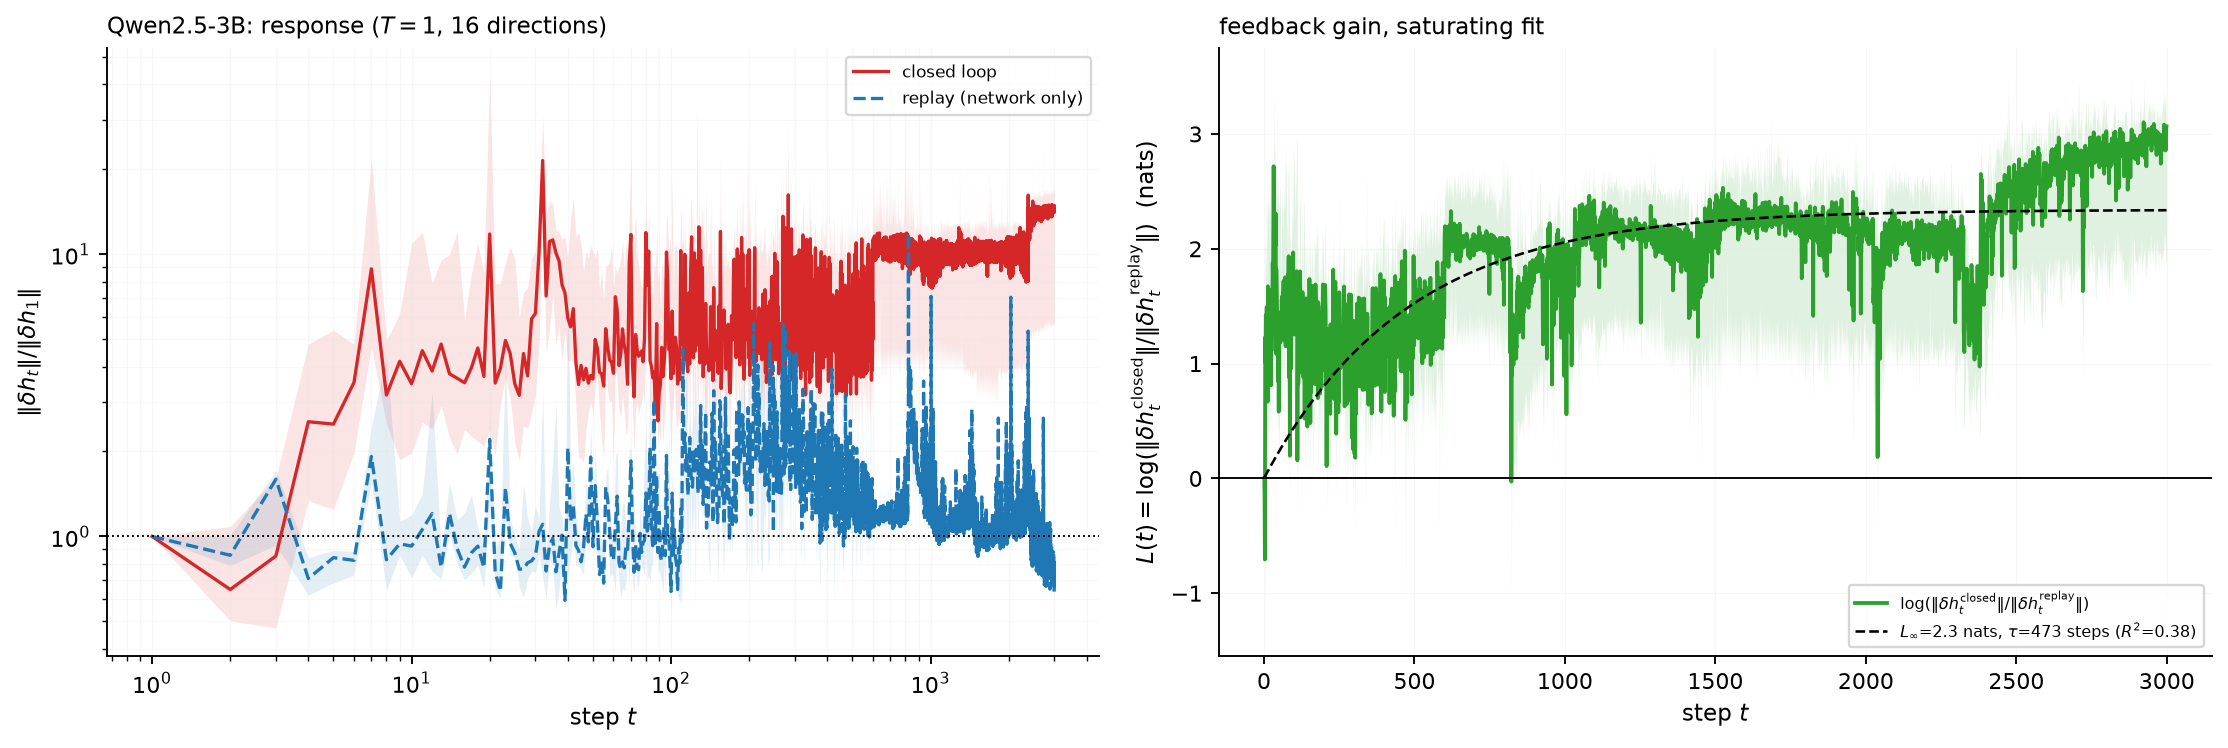 Qwen2.5-3B: response (T = 1, 16 directions)
closed loop
replay (network only)
‖δh_t‖/‖δh_1‖
10^1
10^0
10^0
10^1
10^2
10^3
step t
feedback gain, saturating fit
L(t) = log(‖δh_t^closed‖/‖δh_t^replay‖) (nats)
3
2
1
0
−1
0
500
1000
1500
2000
2500
3000
step t
log(‖δh_t^closed‖/‖δh_t^replay‖)
L_∞=2.3 nats, τ=473 steps (R^2=0.38)